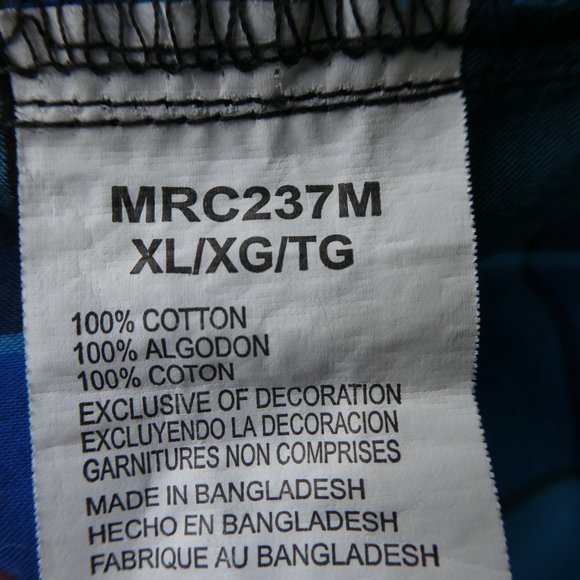 MRC237M
XL/XG/TG
100% COTTON
100% ALGODON
100% COTON
EXCLUSIVE OF DECORATION
EXCLUYENDO LA DECORACION
GARNITURES NON COMPRISES
MADE IN BANGLADESH
HECHO EN BANGLADESH
FABRIQUE AU BANGLADESH